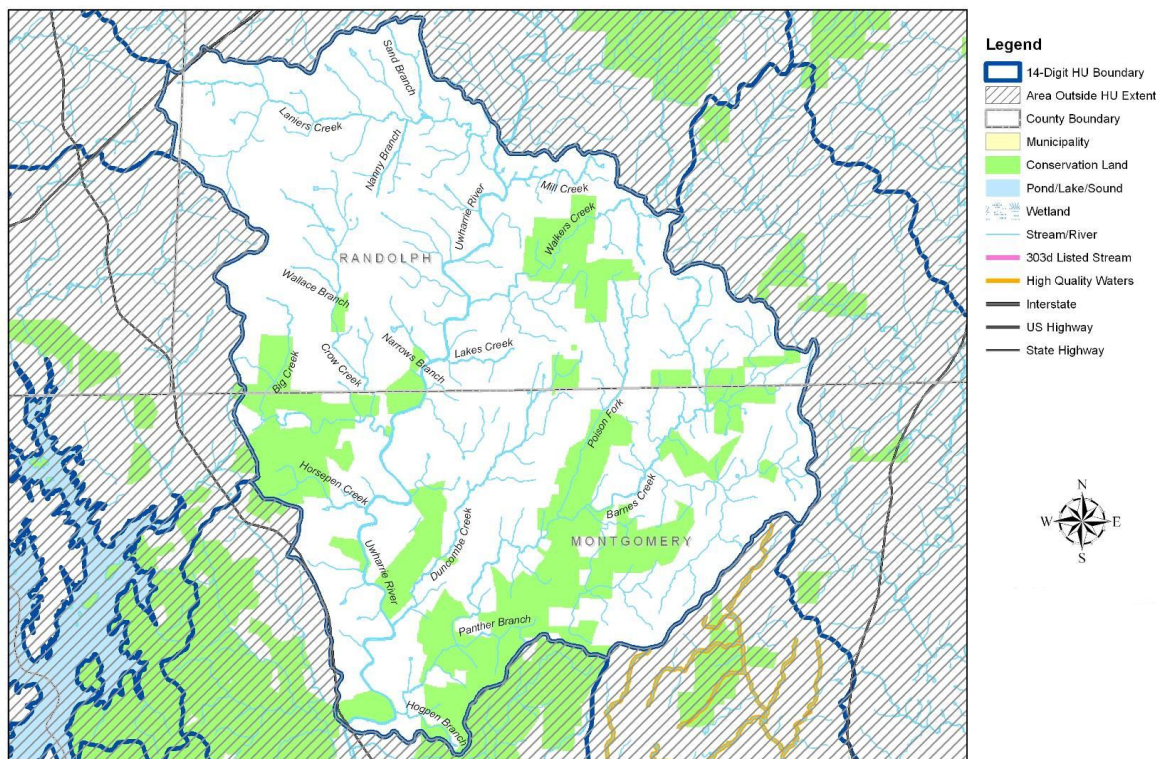 Sand Branch
Laniers Creek
Nanny Branch
Mill Creek
Uwharrie River
Walkers Creek
RANDOLPH
Wallace Branch
Narrows Branch
Lakes Creek
Crow Creek
Big Creek
Poison Fork
Horsepen Creek
Barnes Creek
Duncombe Creek
MONTGOMERY
Uwharrie River
Panther Branch
Hogpen Branch
Legend
14-Digit HU Boundary
Area Outside HU Extent
County Boundary
Municipality
Conservation Land
Pond/Lake/Sound
Wetland
Stream/River
303d Listed Stream
High Quality Waters
Interstate
US Highway
State Highway
N
W E
S